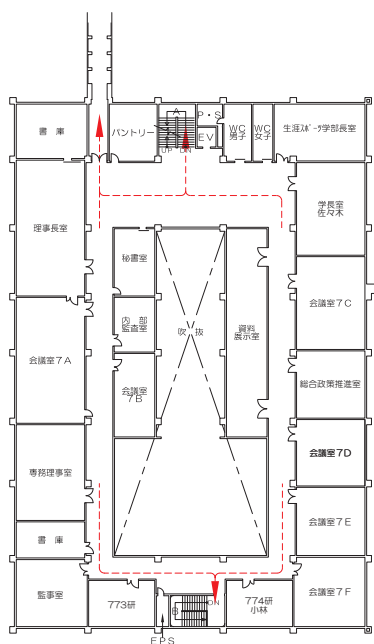 書 庫
パントリー
A
UP
DN
P・S
EV
WC
男子
WC
女子
生涯ｽﾎﾟｰﾂ学部長室
理事長室
秘書室
学長室
佐々木
内 部
監査室
吹 抜
資料
展示室
会議室7C
会議室7A
会議室
7B
総合政策推進室
専務理事室
会議室7D
書 庫
会議室7E
監事室
773研
B
DN
774研
小林
会議室7F
EPS